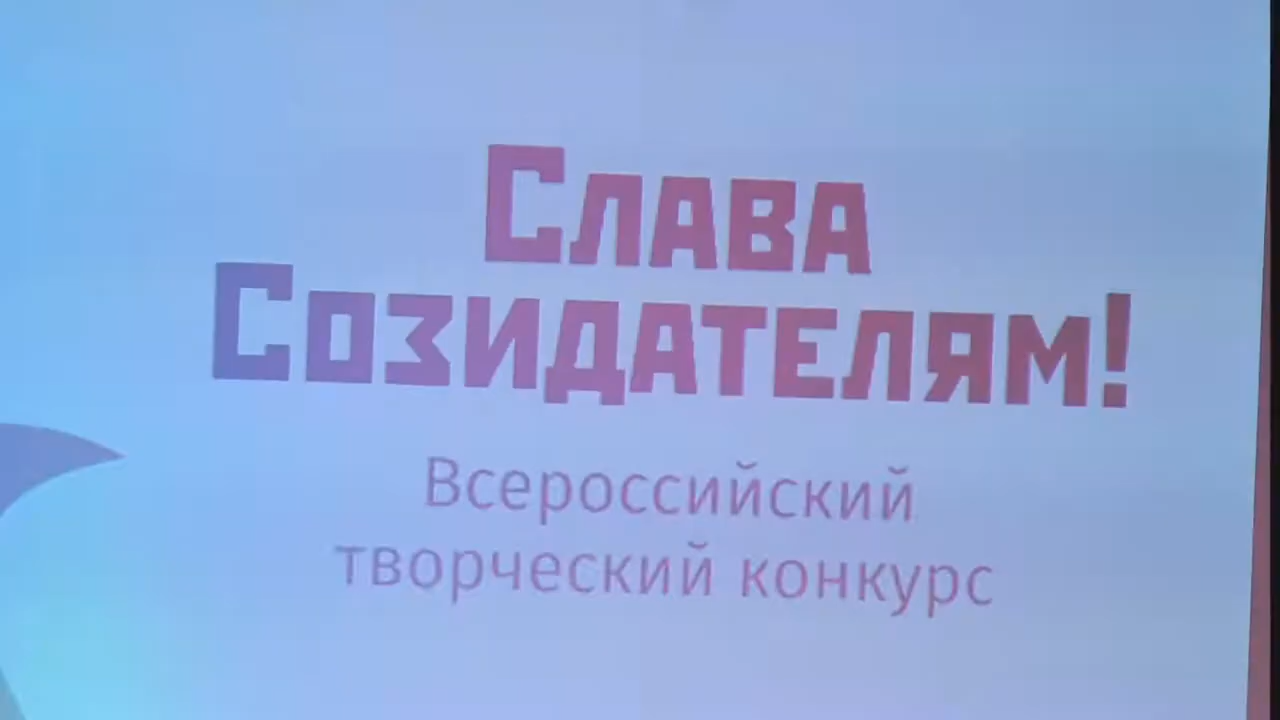 Слава
Созидателям!
Всероссийский
творческий конкурс